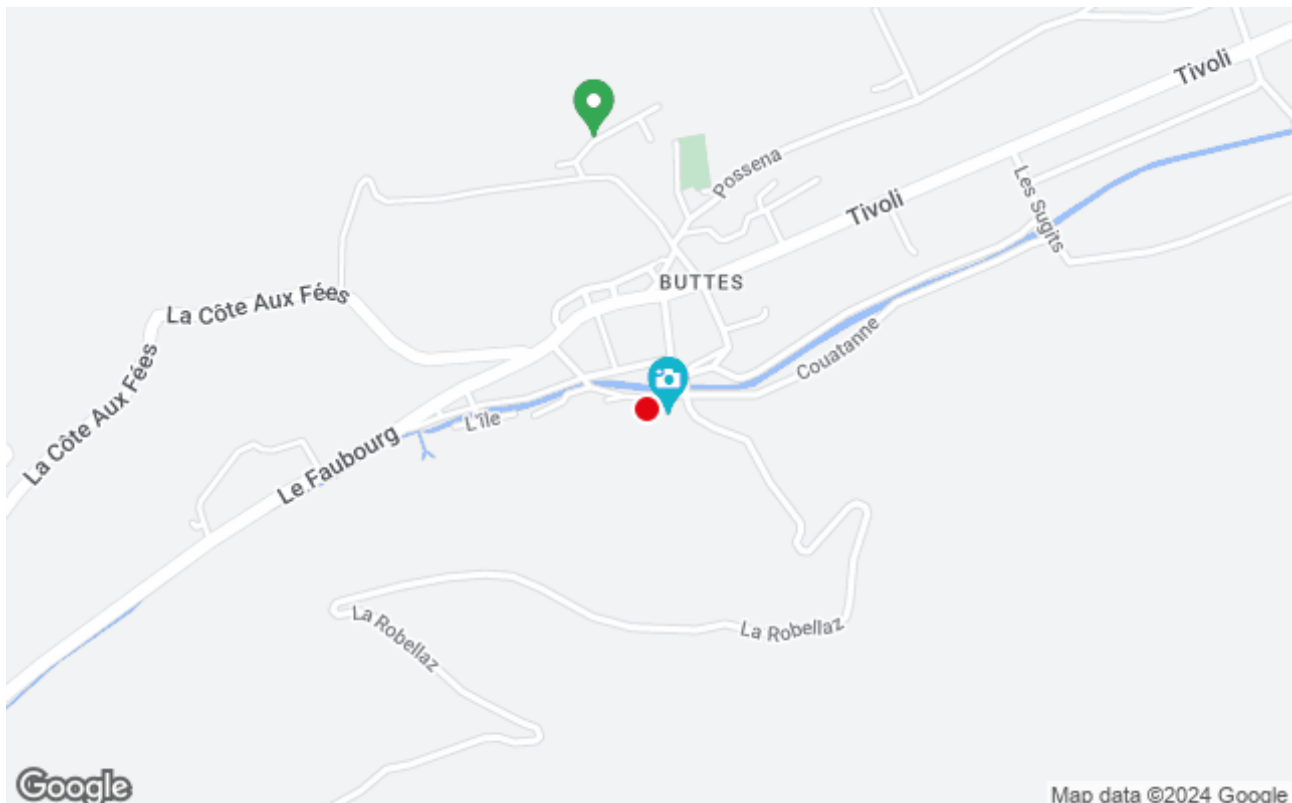 Tivoli
Possena
Les Sugits
Tivoli
BUTTES
La Côte Aux Fées
Couatanne
La Côte Aux Fées
L'île
Le Faubourg
La Robellaz
La Robellaz
Google
Map data ©2024 Google